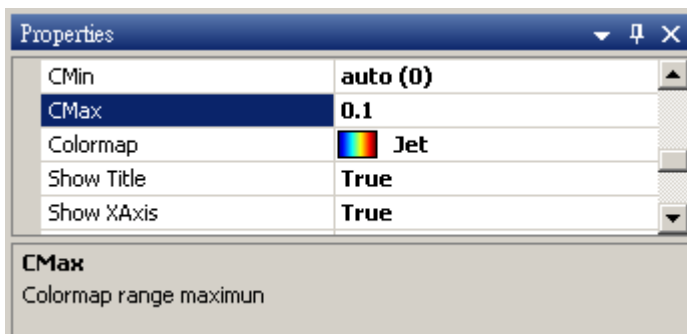 Properties
CMin auto (0)
CMax 0.1
Colormap Jet
Show Title True
Show XAxis True
CMax
Colormap range maximun